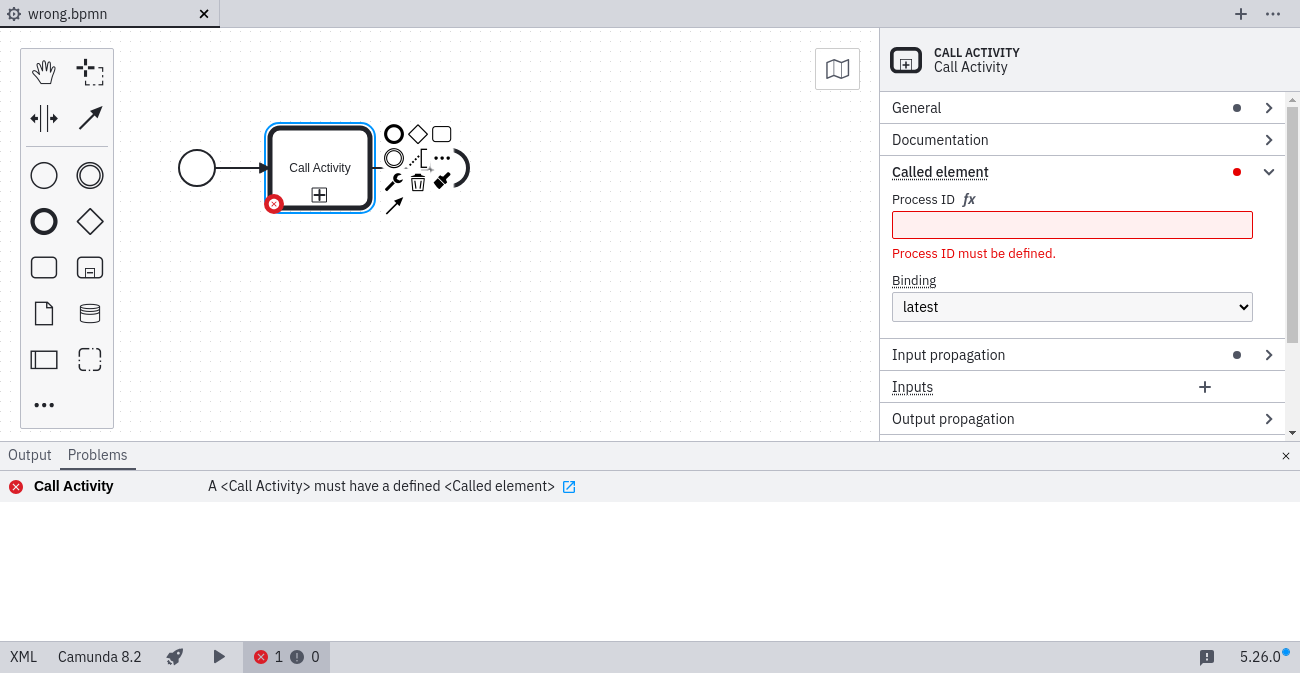 wrong.bpmn
CALL ACTIVITY
Call Activity
General
Documentation
Called element
Process ID fx
Process ID must be defined.
Binding
latest
Input propagation
Inputs
Output propagation
Call Activity
Output Problems
Call Activity A <Call Activity> must have a defined <Called element>
XML Camunda 8.2 1 0 5.26.0